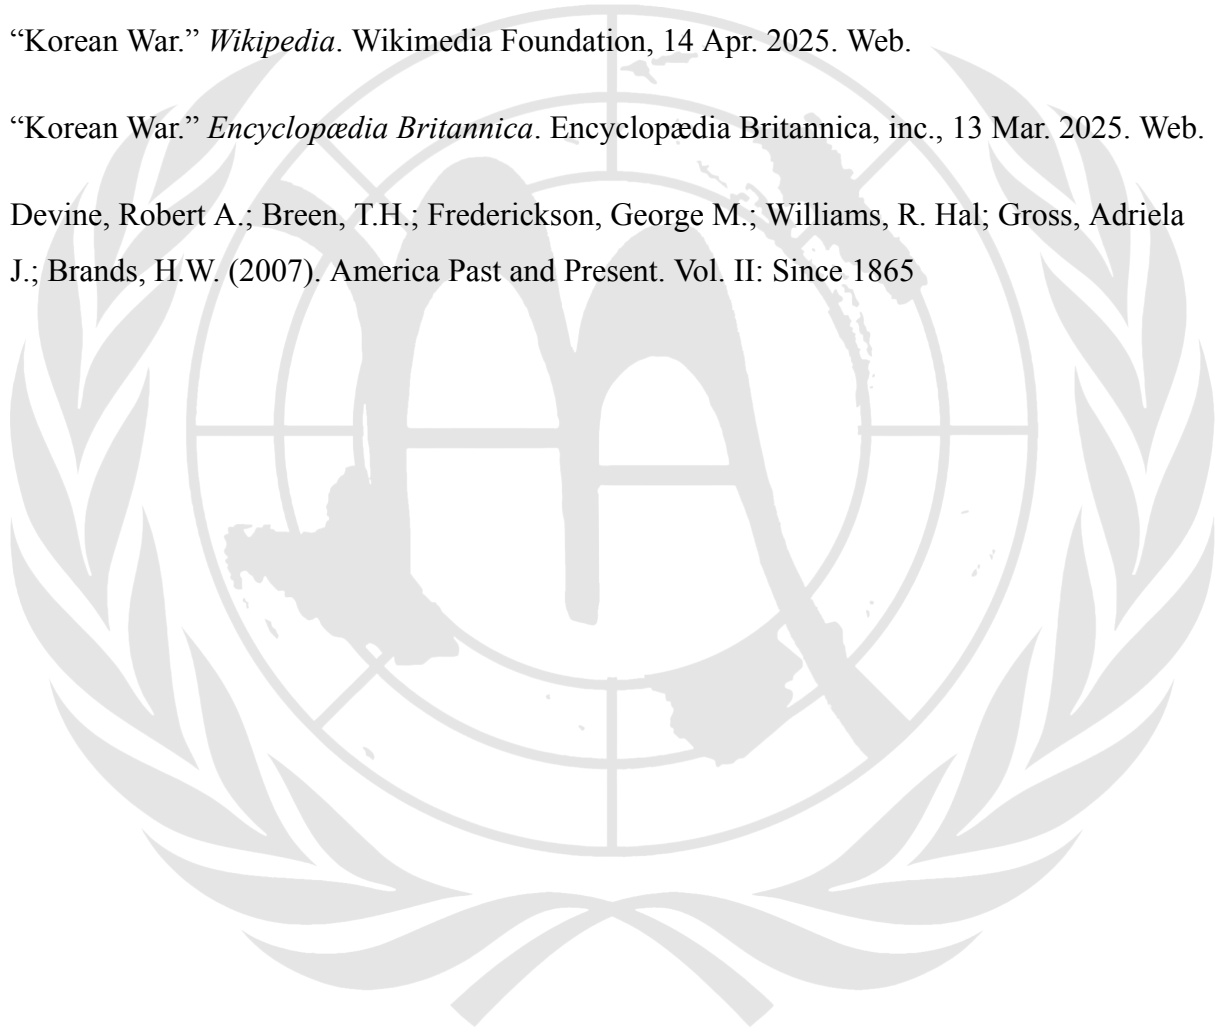 “Korean War.” Wikipedia. Wikimedia Foundation, 14 Apr. 2025. Web.
“Korean War.” Encyclopædia Britannica. Encyclopædia Britannica, inc., 13 Mar. 2025. Web.
Devine, Robert A.; Breen, T.H.; Frederickson, George M.; Williams, R. Hal; Gross, Adriela
J.; Brands, H.W. (2007). America Past and Present. Vol. II: Since 1865